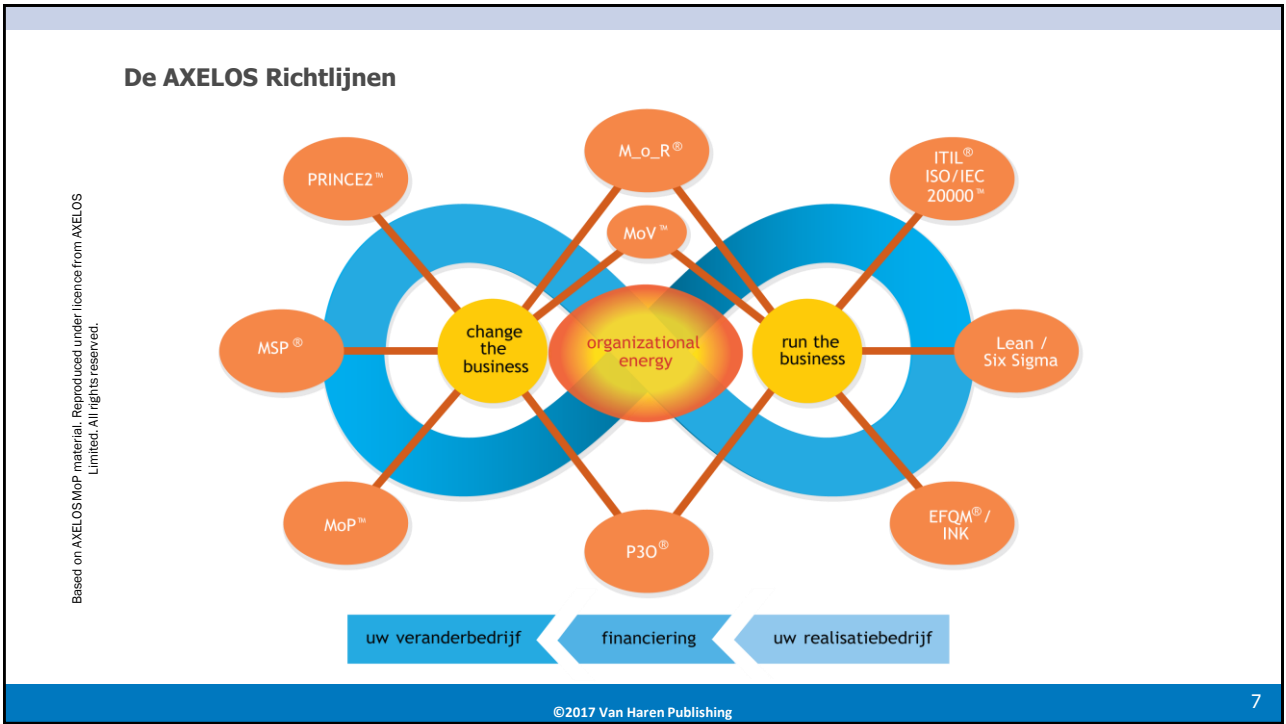 De AXELOS Richtlijnen
Based on AXELOS MoP material. Reproduced under licence from AXELOS
Limited. All rights reserved.
PRINCE2™
M_o_R®
ITIL®
ISO/IEC
20000™
MoV™
MSP®
change
the
business
organizational
energy
run the
business
Lean /
Six Sigma
MoP™
P3O®
EFQM® /
INK
uw veranderbedrijf
financiering
uw realisatiebedrijf
©2017 Van Haren Publishing
7